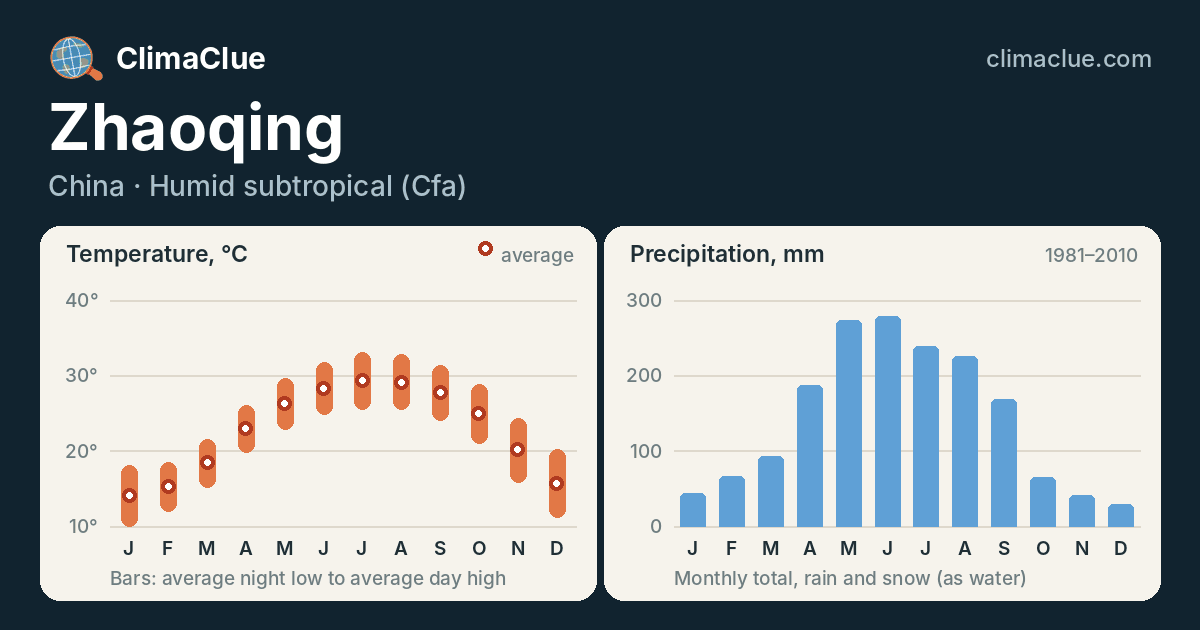 ClimaClue
climaclue.com
Zhaoqing
China · Humid subtropical (Cfa)
Temperature, °C
average
40°
30°
20°
10°
J F M A M J J A S O N D
Bars: average night low to average day high
Precipitation, mm
1981–2010
300
200
100
0
J F M A M J J A S O N D
Monthly total, rain and snow (as water)